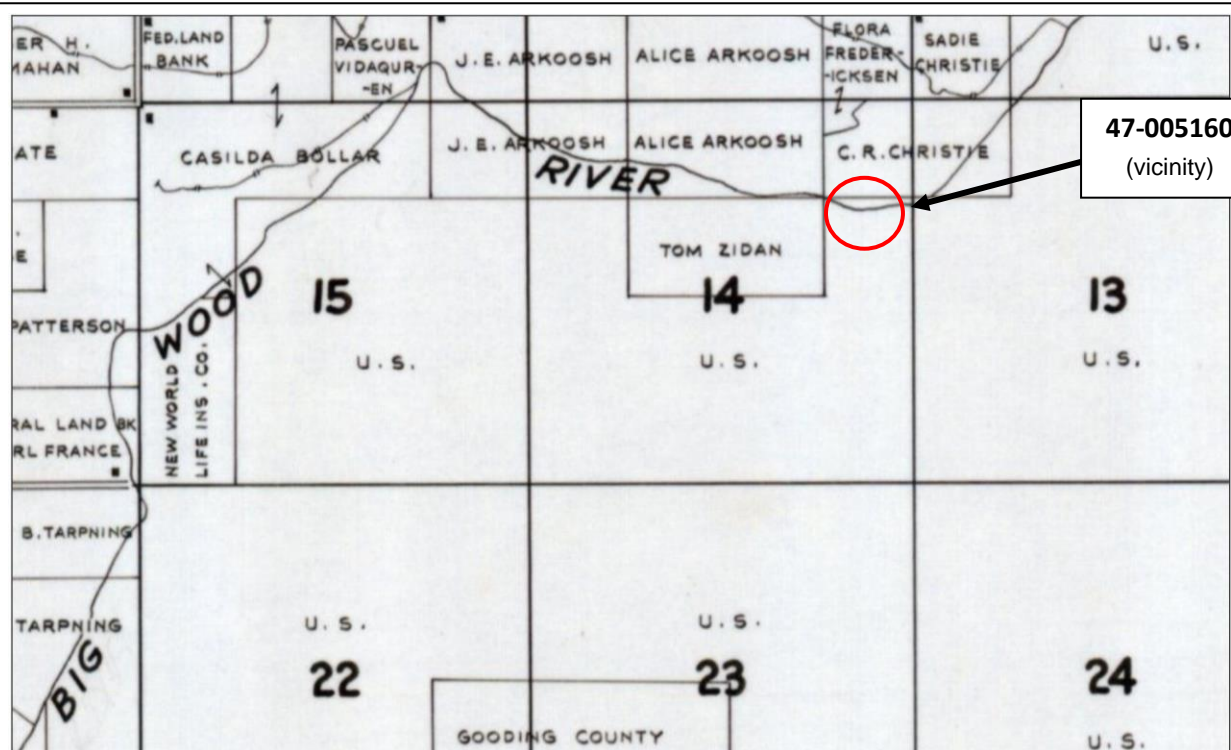 ER H.
MAHAN
FED. LAND
BANK
PASCUEL
VIDAQUR-
-EN
J. E. ARKOOSH
ALICE ARKOOSH
FLORA
FREDER-
-ICKSEN
SADIE
CHRISTIE
U. S.
47-005160
(vicinity)
ATE
CASILDA BOLLAR
J. E. ARKOOSH
ALICE ARKOOSH
C. R. CHRISTIE
RIVER
E
TOM ZIDAN
WOOD
15
14
13
PATTERSON
U. S.
U. S.
U. S.
NEW WORLD
LIFE INS. CO.
RAL LAND BK
RL FRANCE
B. TARPNING
TARPNING
BIG
U. S.
22
U. S.
23
24
GOODING COUNTY
U. S.